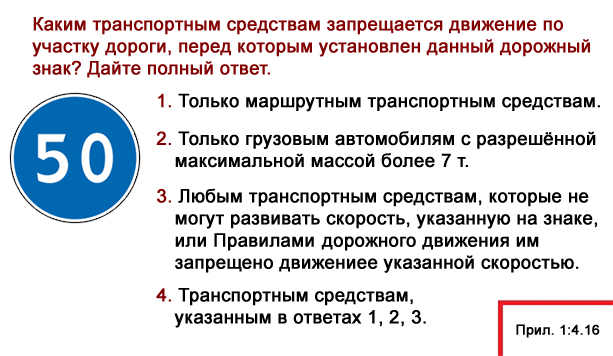 Каким транспортным средствам запрещается движение по
участку дороги, перед которым установлен данный дорожный
знак? Дайте полный ответ.
50
1. Только маршрутным транспортным средствам.
2. Только грузовым автомобилям с разрешённой
максимальной массой более 7 т.
3. Любым транспортным средствам, которые не
могут развивать скорость, указанную на знаке,
или Правилами дорожного движения им
запрещено движениее указанной скоростью.
4. Транспортным средствам,
указанным в ответах 1, 2, 3.
Прил. 1:4.16